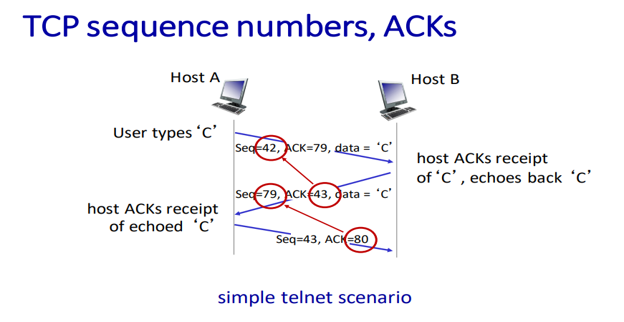 TCP sequence numbers, ACKs
Host A
Host B
User types ‘C’
Seq=42, ACK=79, data = ‘C’
host ACKs receipt
of ‘C’, echoes back ‘C’
Seq=79, ACK=43, data = ‘C’
host ACKs receipt
of echoed ‘C’
Seq=43, ACK=80
simple telnet scenario